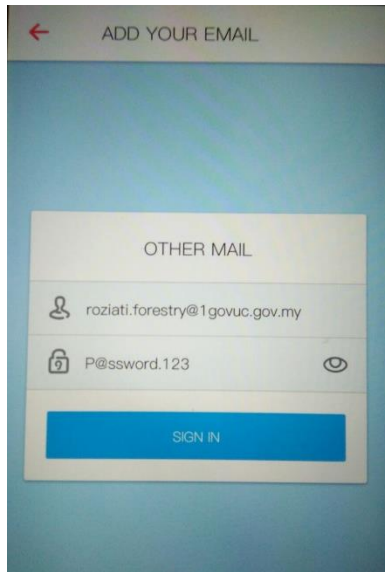 ADD YOUR EMAIL
OTHER MAIL
roziati.forestry@1govuc.gov.my
P@ssword.123
SIGN IN